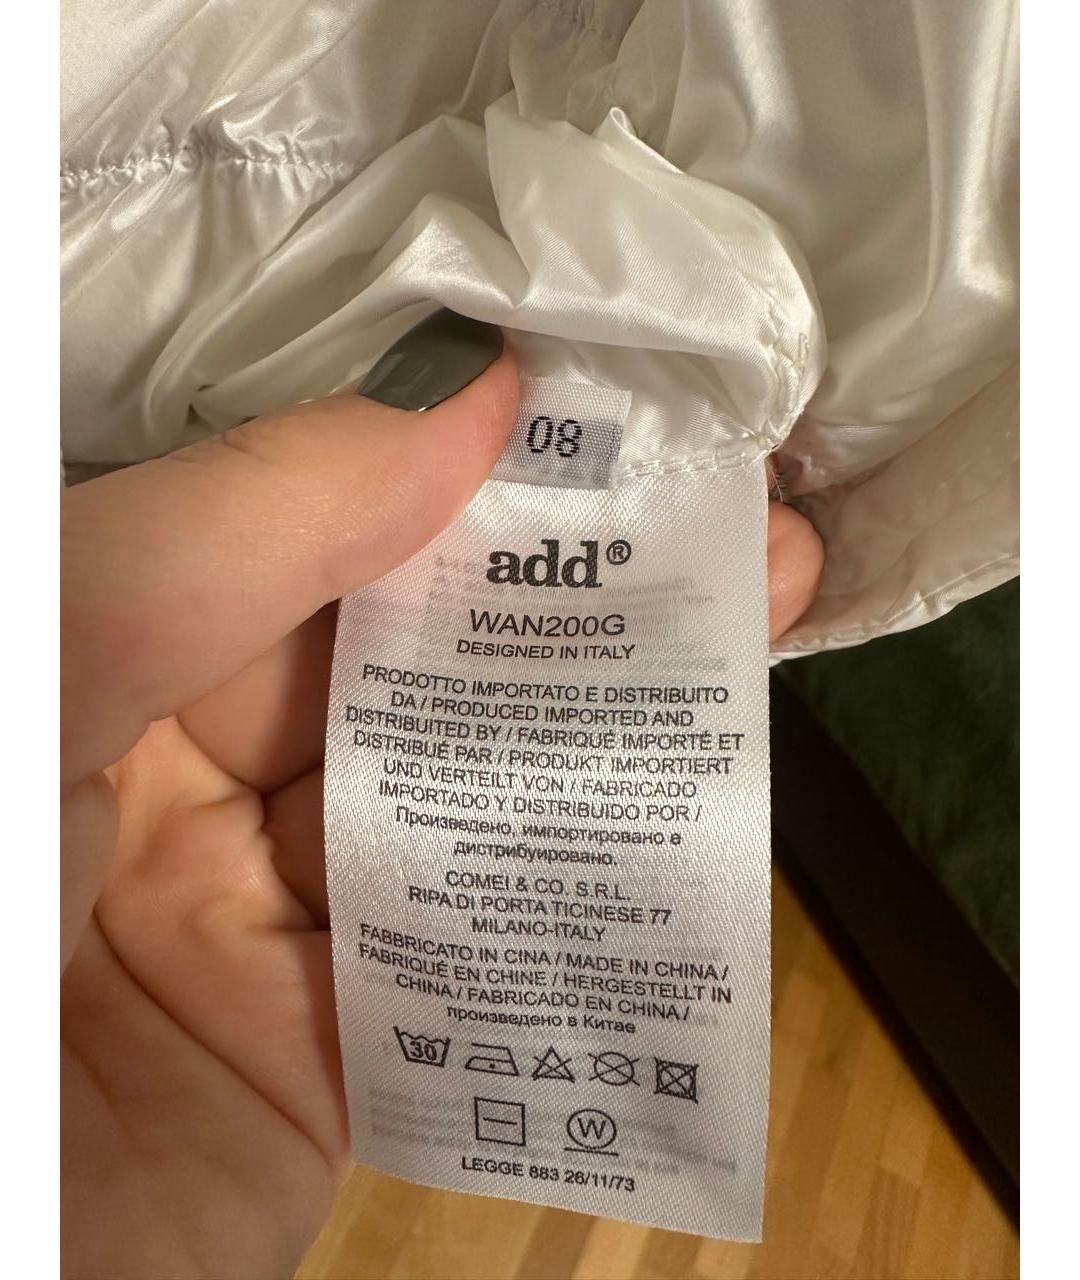 08
add®
WAN200G
DESIGNED IN ITALY
PRODOTTO IMPORTATO E DISTRIBUITO
DA / PRODUCED IMPORTED AND
DISTRIBUTED BY / FABRIQUÉ IMPORTÉ ET
DISTRIBUÉ PAR / PRODUKT IMPORTIERT
UND VERTEILT VON / FABRICADO
IMPORTADO Y DISTRIBUIDO POR /
Произведено, импортировано е
дистрибуировано.
COMEI & CO. S.R.L.
RIPA DI PORTA TICINESE 77
MILANO-ITALY
FABBRICATO IN CINA / MADE IN CHINA /
FABRIQUÉ EN CHINE / HERGESTELLT IN
CHINA / FABRICADO EN CHINA /
произведено в Китае
30
W
LEGGE 883 26/11/73